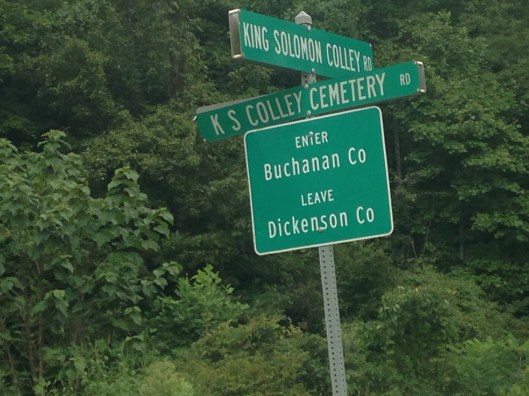 KING SOLOMON COLLEY RD
K S COLLEY CEMETERY RD
ENTER
Buchanan Co
LEAVE
Dickenson Co